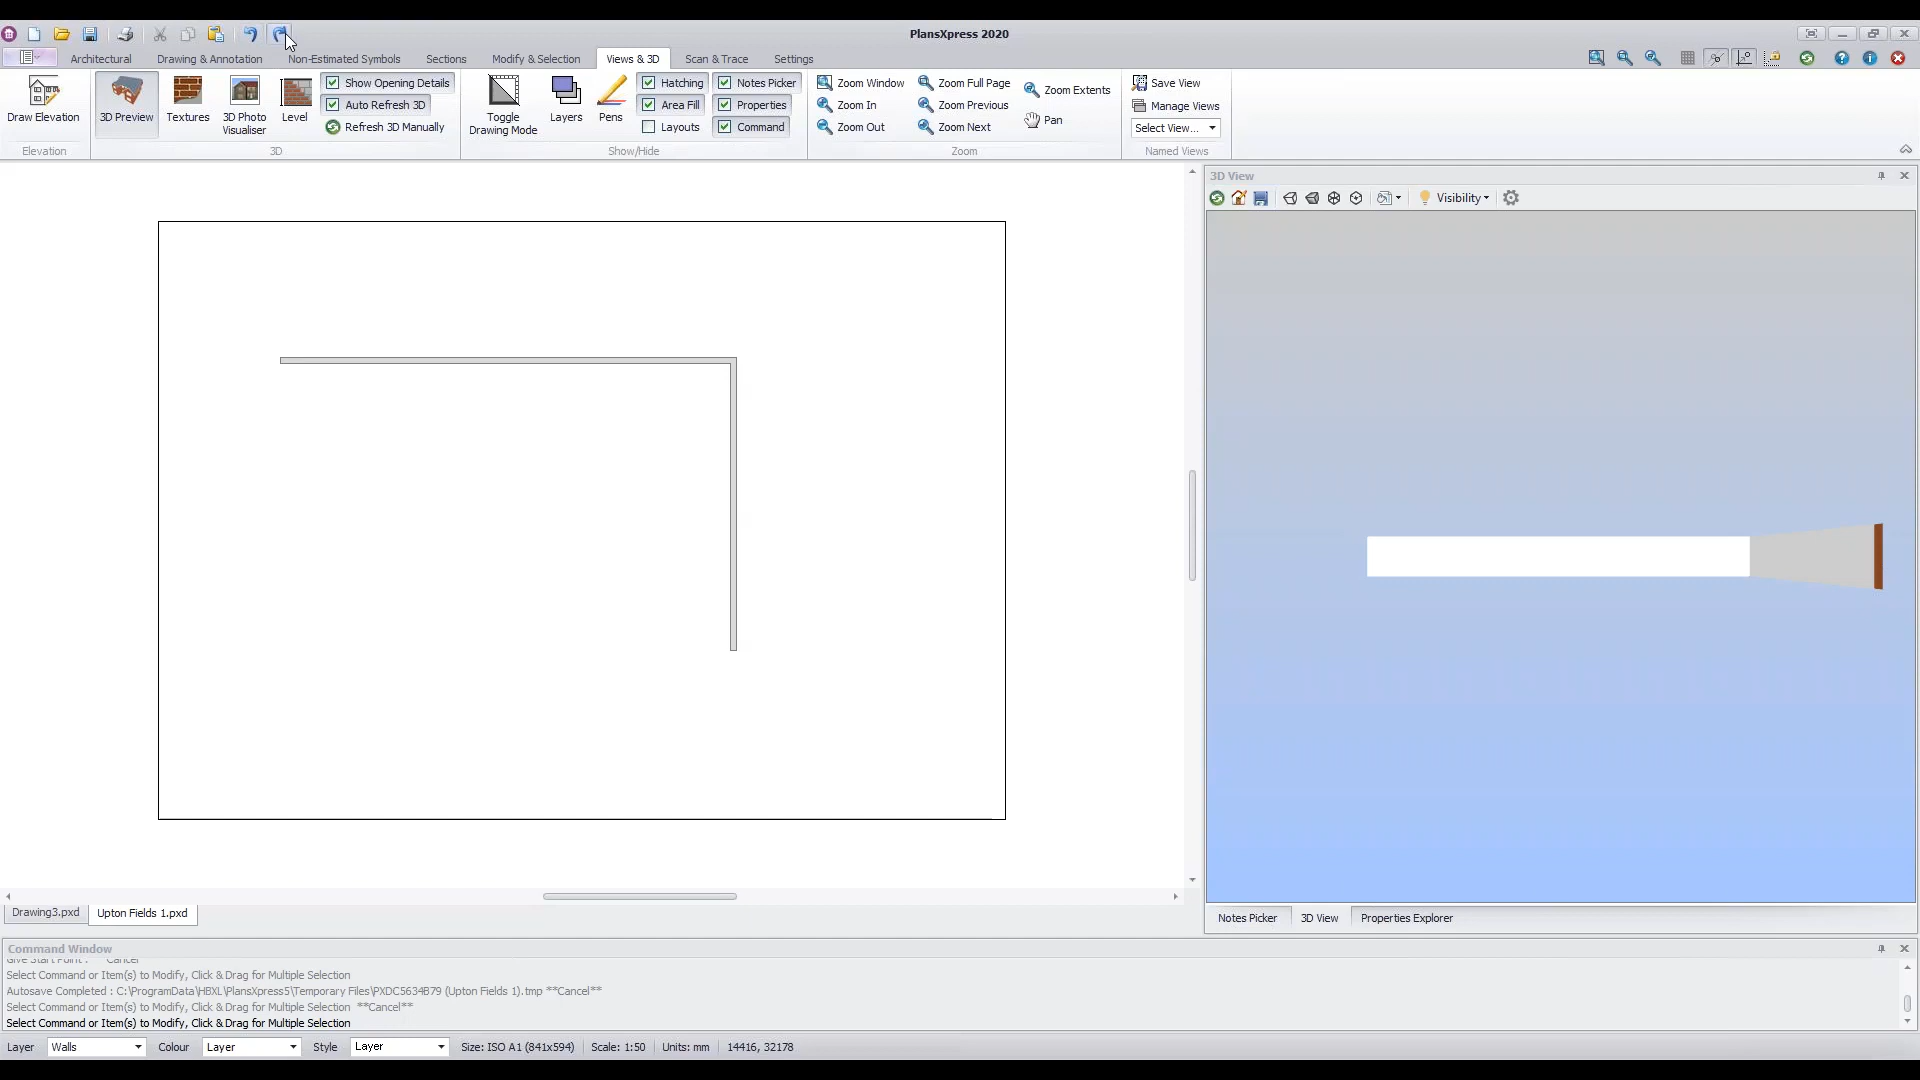 PlansXpress 2020
Architectural Drawing & Annotation Non-Estimated Symbols Sections Modify & Selection Views & 3D Scan & Trace Settings
Draw Elevation
3D Preview
Textures
3D Photo Visualiser
Level
Show Opening Details
Auto Refresh 3D
Refresh 3D Manually
Toggle Drawing Mode
Layers
Pens
Hatching
Area Fill
Layouts
Notes Picker
Properties
Command
Zoom Window
Zoom In
Zoom Out
Zoom Full Page
Zoom Previous
Zoom Next
Zoom Extents
Pan
Save View
Manage Views
Select View...
Elevation 3D Show/Hide Zoom Named Views
3D View
Visibility
Drawing3.pxd Upton Fields 1.pxd
Notes Picker 3D View Properties Explorer
Command Window
Give Start Point : **Cancel**
Select Command or Item(s) to Modify, Click & Drag for Multiple Selection
Autosave Completed : C:\ProgramData\HBXL\PlansXpress5\Temporary Files\PXDC5634B79 (Upton Fields 1).tmp **Cancel**
Select Command or Item(s) to Modify, Click & Drag for Multiple Selection **Cancel**
Select Command or Item(s) to Modify, Click & Drag for Multiple Selection
Layer Walls Colour Layer Style Layer Size: ISO A1 (841x594) Scale: 1:50 Units: mm 14416, 32178